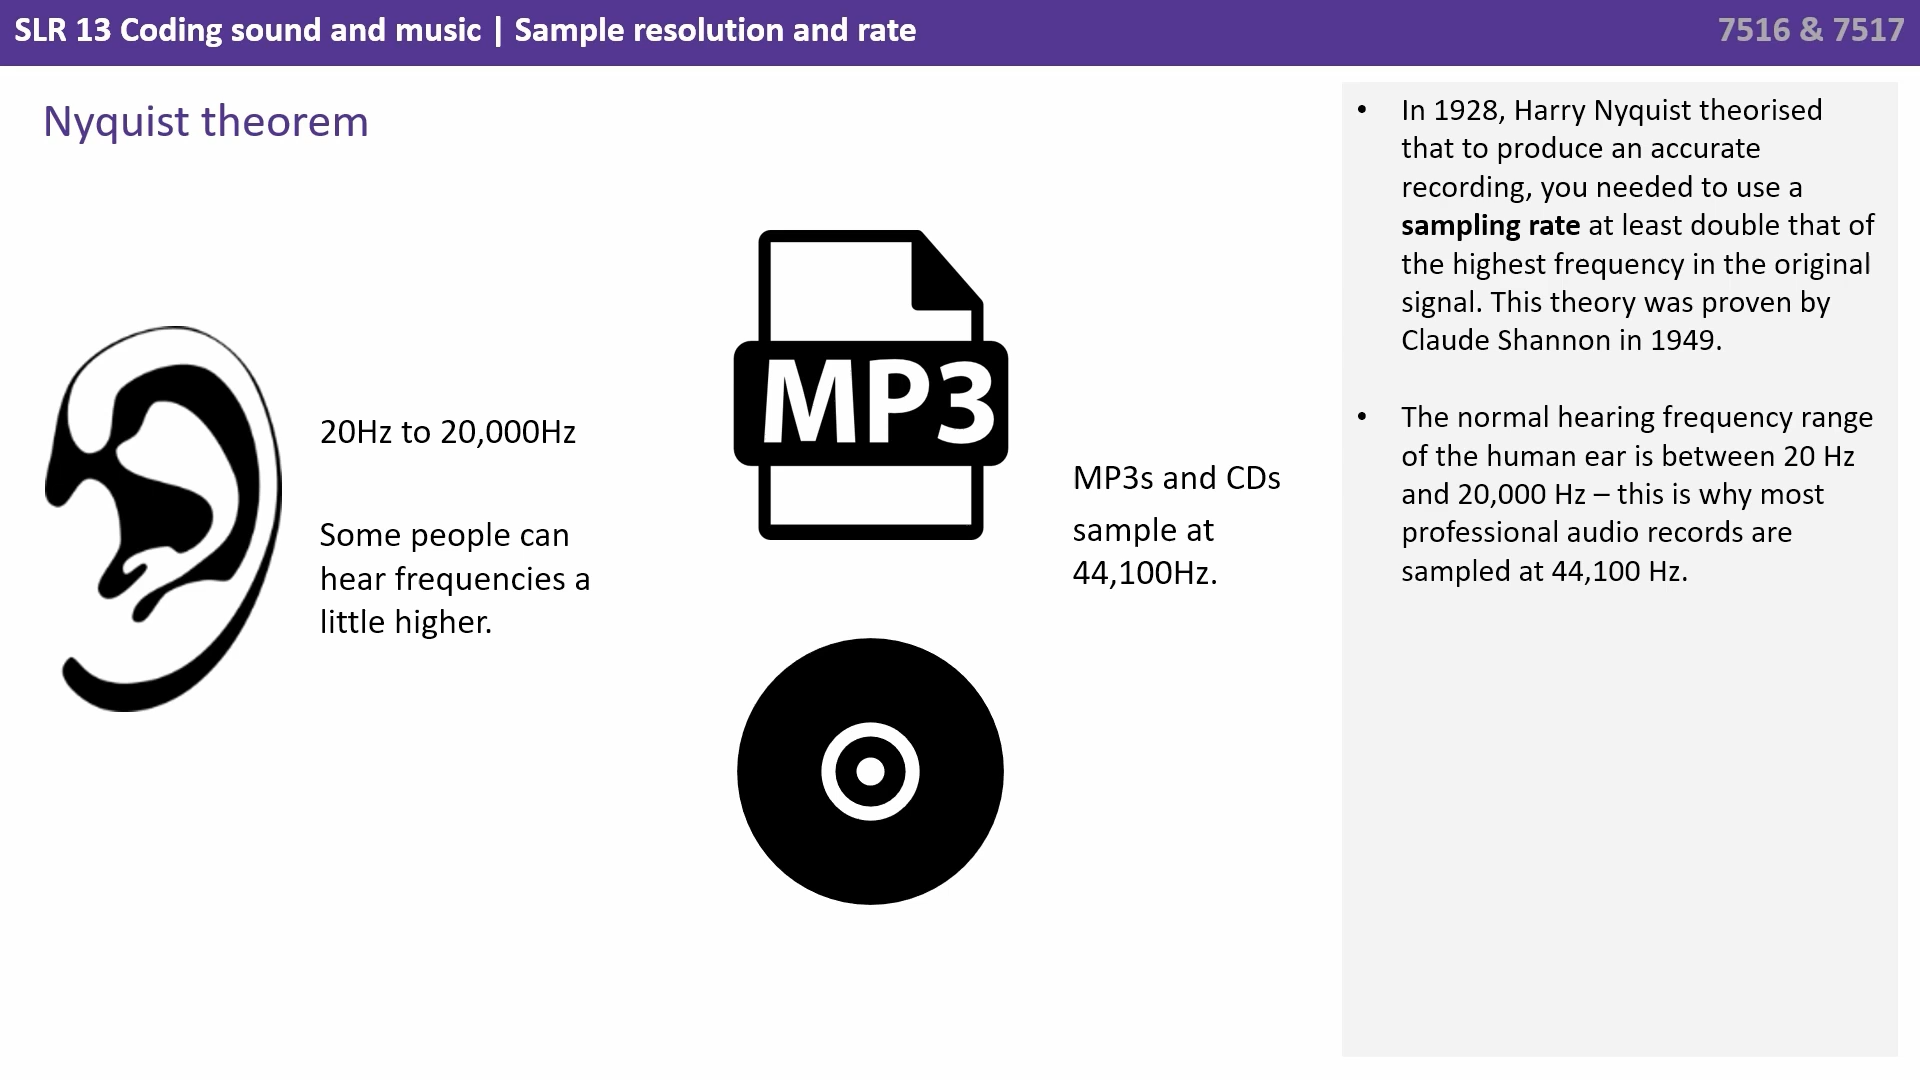 SLR 13 Coding sound and music | Sample resolution and rate
7516 & 7517
Nyquist theorem
20Hz to 20,000Hz
Some people can
hear frequencies a
little higher.
MP3
MP3s and CDs
sample at
44,100Hz.
• In 1928, Harry Nyquist theorised
that to produce an accurate
recording, you needed to use a
sampling rate at least double that of
the highest frequency in the original
signal. This theory was proven by
Claude Shannon in 1949.
• The normal hearing frequency range
of the human ear is between 20 Hz
and 20,000 Hz – this is why most
professional audio records are
sampled at 44,100 Hz.